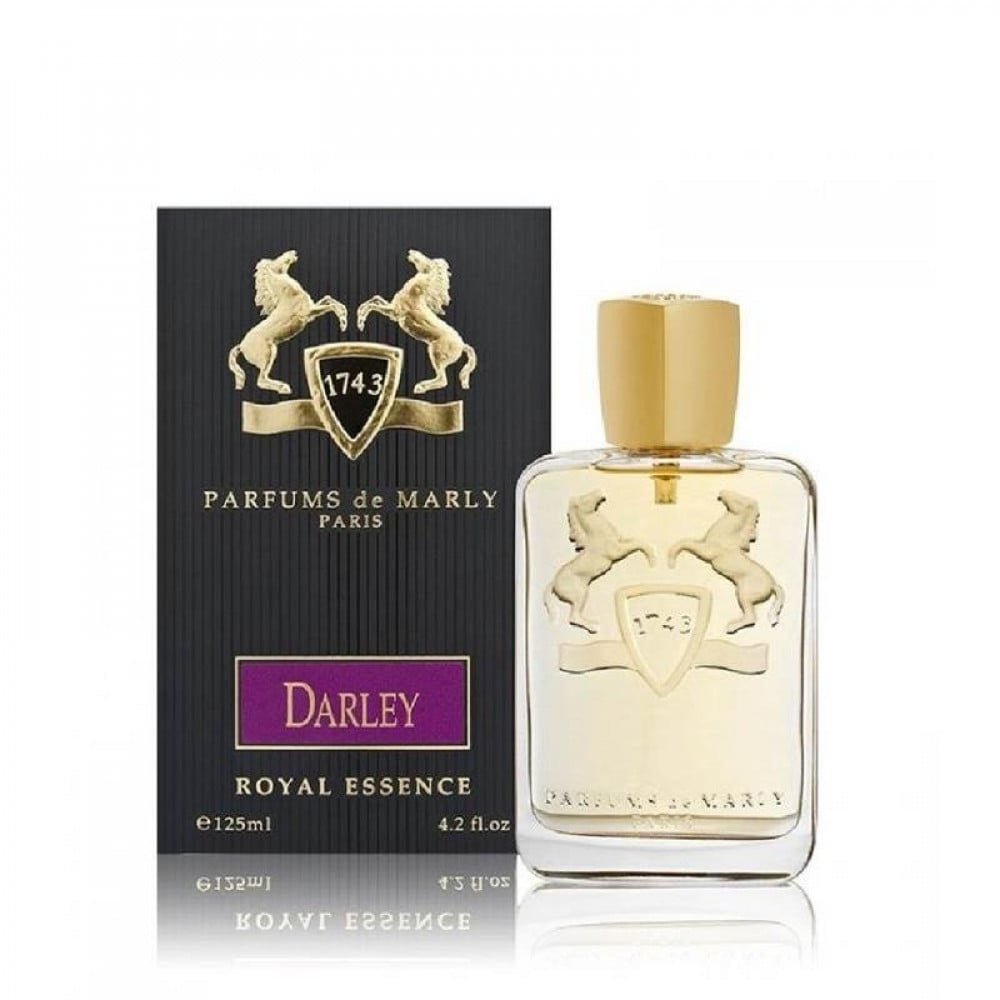 1743
PARFUMS de MARLY
PARIS
DARLEY
ROYAL ESSENCE
℮125ml 4.2 fl.oz
1743
PARFUMS de MARLY
PARIS